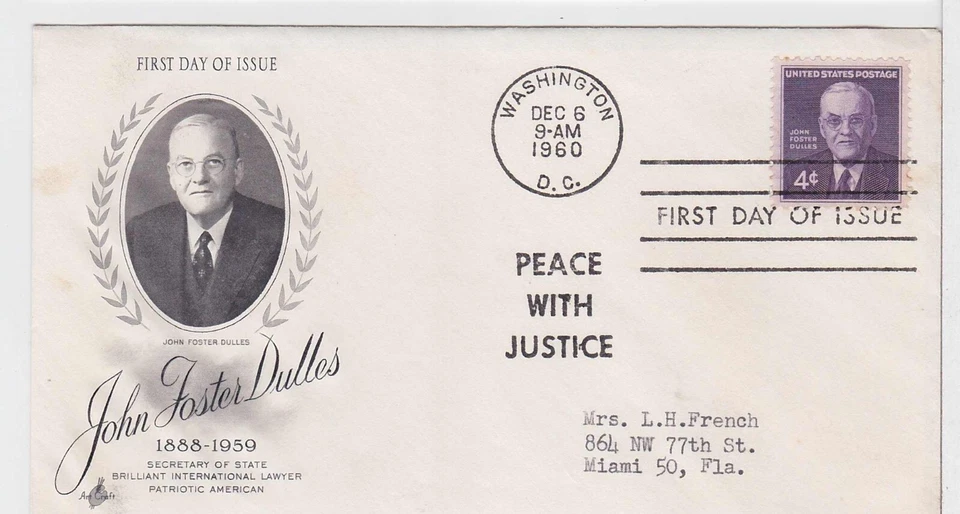 FIRST DAY OF ISSUE
JOHN FOSTER DULLES
John Foster Dulles
1888-1959
SECRETARY OF STATE
BRILLIANT INTERNATIONAL LAWYER
PATRIOTIC AMERICAN
Art Craft
WASHINGTON
DEC 6
9-AM
1960
D. C.
UNITED STATES POSTAGE
JOHN
FOSTER
DULLES
4¢
FIRST DAY OF ISSUE
PEACE
WITH
JUSTICE
Mrs. L.H.French
864 NW 77th St.
Miami 50, Fla.